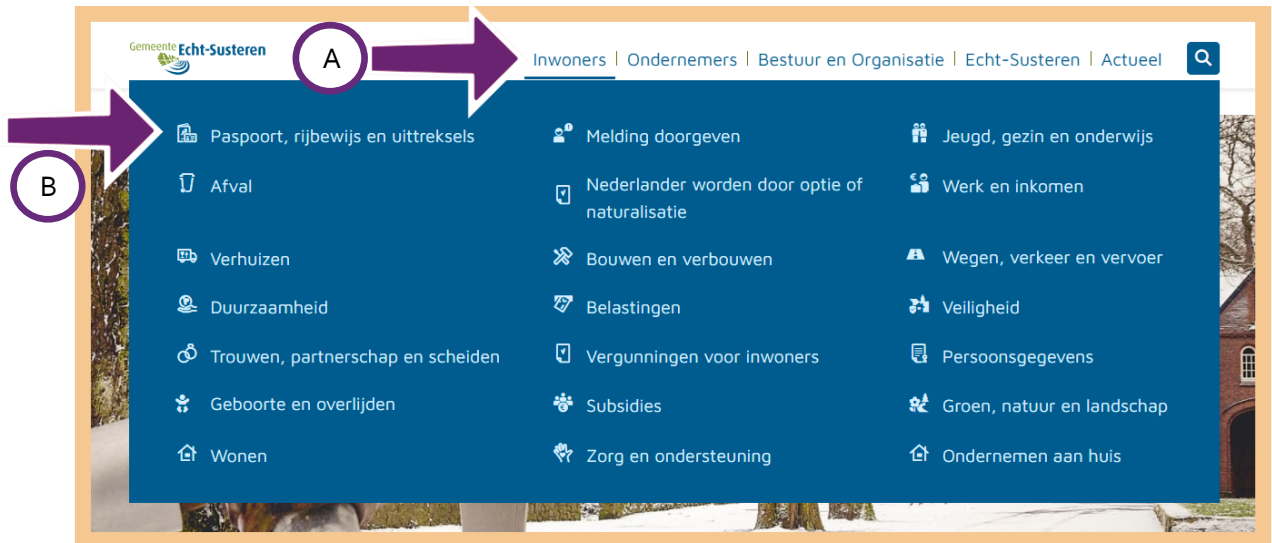 Gemeente Echt-Susteren
A
Inwoners | Ondernemers | Bestuur en Organisatie | Echt-Susteren | Actueel
B
Paspoort, rijbewijs en uittreksels
Afval
Verhuizen
Duurzaamheid
Trouwen, partnerschap en scheiden
Geboorte en overlijden
Wonen
Melding doorgeven
Nederlander worden door optie of
naturalisatie
Bouwen en verbouwen
Belastingen
Vergunningen voor inwoners
Subsidies
Zorg en ondersteuning
Jeugd, gezin en onderwijs
Werk en inkomen
Wegen, verkeer en vervoer
Veiligheid
Persoonsgegevens
Groen, natuur en landschap
Ondernemen aan huis